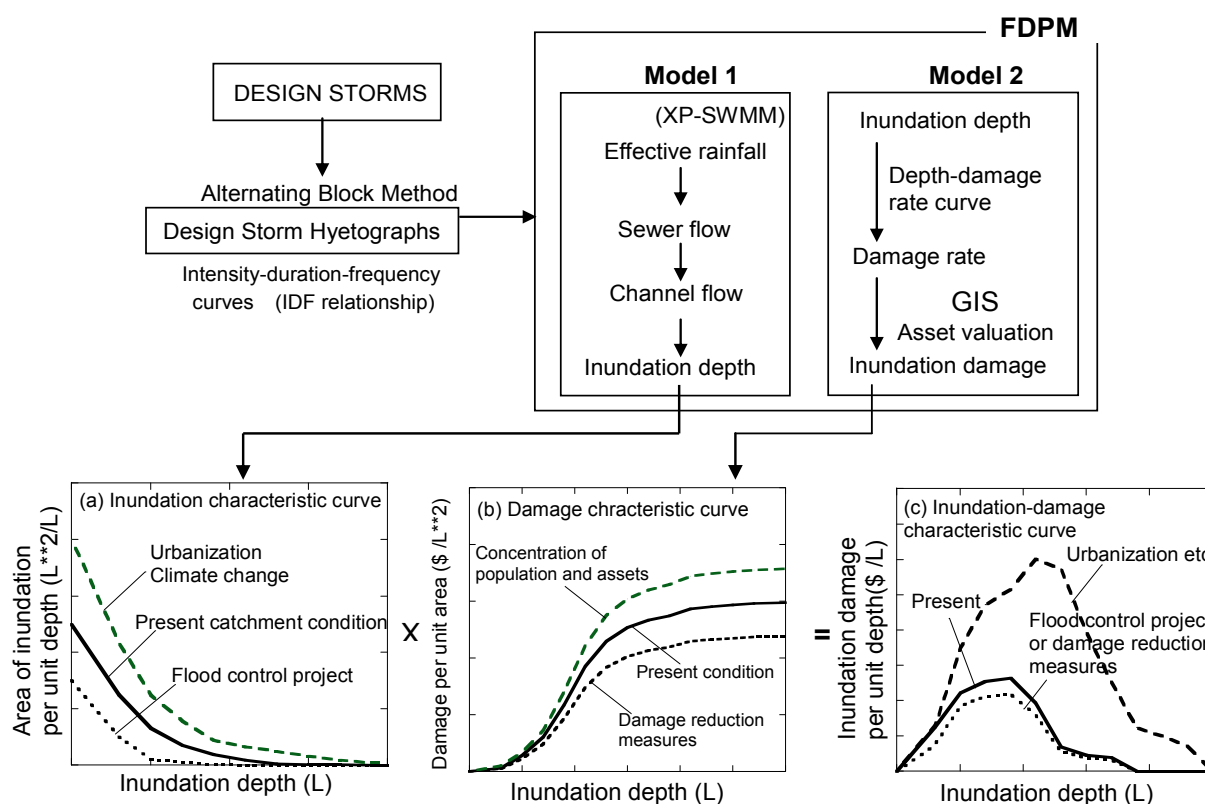 FDPM
DESIGN STORMS
Alternating Block Method
Design Storm Hyetographs
Intensity-duration-frequency
curves (IDF relationship)
Model 1
(XP-SWMM)
Effective rainfall
Sewer flow
Channel flow
Inundation depth
Model 2
Inundation depth
Depth-damage
rate curve
Damage rate
GIS
Asset valuation
Inundation damage
(a) Inundation characteristic curve
Area of inundation
per unit depth (L**2/L)
Urbanization
Climate change
Present catchment condition
Flood control project
Inundation depth (L)
X
(b) Damage chracteristic curve
Damage per unit area ($ /L**2)
Concentration of
population and assets
Present condition
Damage reduction
measures
Inundation depth (L)
=
(c) Inundation-damage
characteristic curve
Inundation damage
per unit depth($ /L)
Urbanization etc
Present
Flood control projec
or damage reduction
measures
Inundation depth (L)